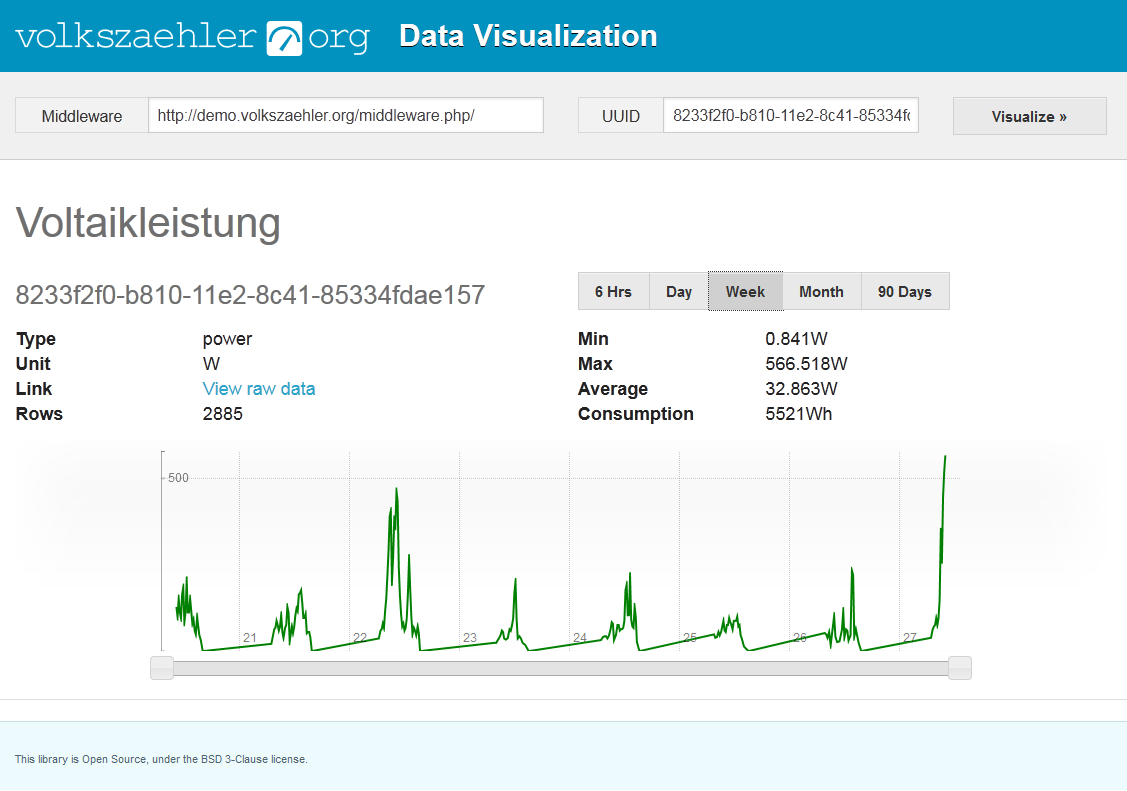 volkszaehler.org Data Visualization
Middleware http://demo.volkszaehler.org/middleware.php/ UUID 8233f2f0-b810-11e2-8c41-85334f Visualize »
Voltaikleistung
8233f2f0-b810-11e2-8c41-85334fdae157 6 Hrs Day Week Month 90 Days
Type power Min 0.841W
Unit W Max 566.518W
Link View raw data Average 32.863W
Rows 2885 Consumption 5521Wh
500
21 22 23 24 25 26 27
This library is Open Source, under the BSD 3-Clause license.